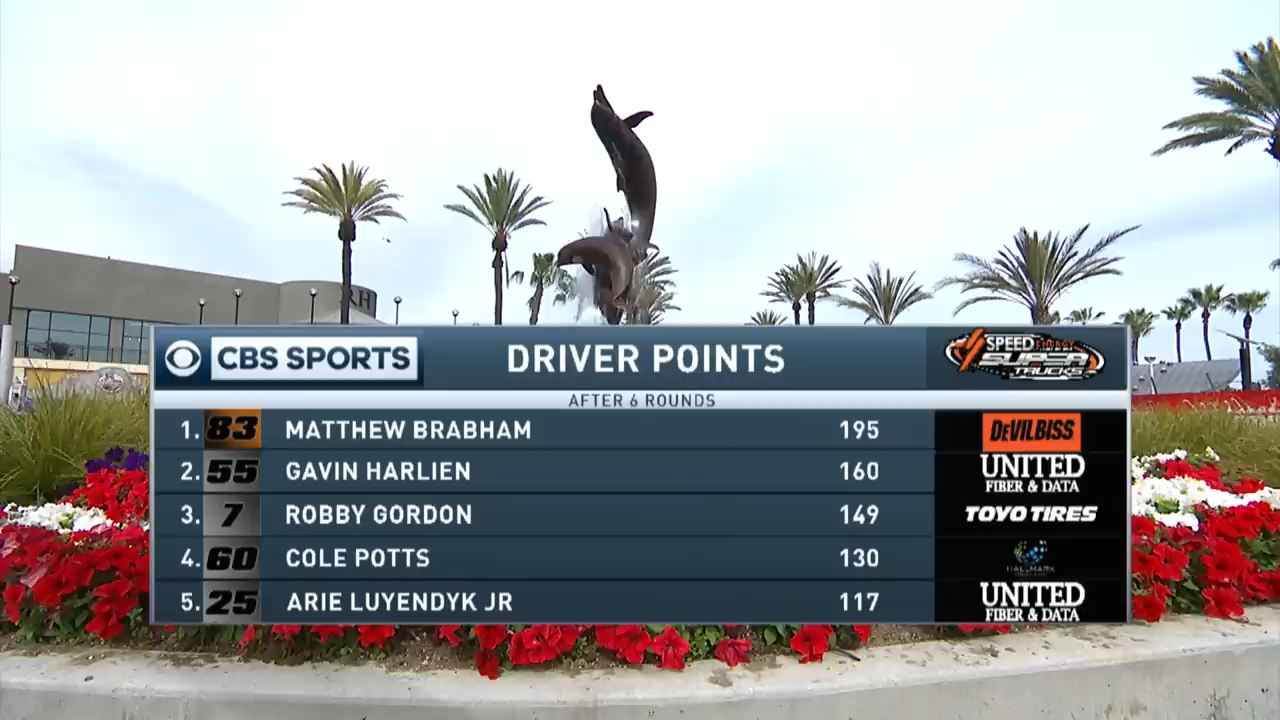 CBS SPORTS
DRIVER POINTS
SPEED ENERGY
SUPER
TRUCKS
AFTER 6 ROUNDS
1. 83 MATTHEW BRABHAM 195 DEVILBISS
2. 55 GAVIN HARLIEN 160 UNITED
FIBER & DATA
3. 7 ROBBY GORDON 149 TOYO TIRES
4. 60 COLE POTTS 130 HALLMARK
5. 25 ARIE LUYENDYK JR 117 UNITED
FIBER & DATA